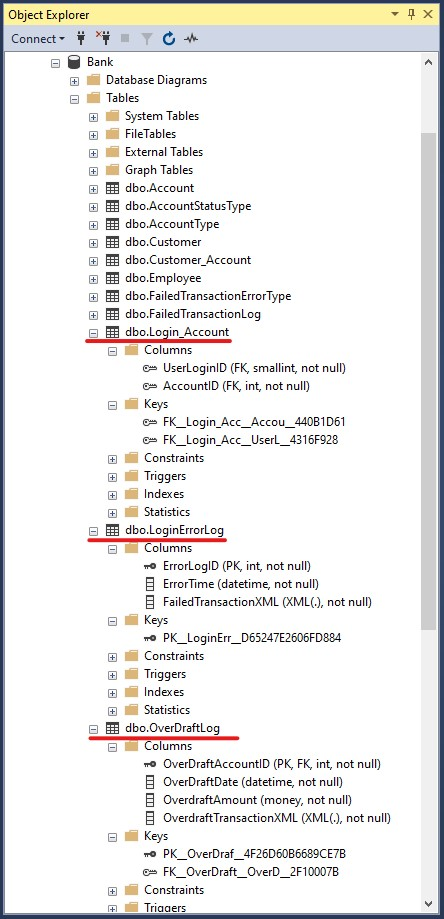 Object Explorer
Connect
Bank
Database Diagrams
Tables
System Tables
FileTables
External Tables
Graph Tables
dbo.Account
dbo.AccountStatusType
dbo.AccountType
dbo.Customer
dbo.Customer_Account
dbo.Employee
dbo.FailedTransactionErrorType
dbo.FailedTransactionLog
dbo.Login_Account
Columns
UserLoginID (FK, smallint, not null)
AccountID (FK, int, not null)
Keys
FK__Login_Acc__Accou__440B1D61
FK__Login_Acc__UserL__4316F928
Constraints
Triggers
Indexes
Statistics
dbo.LoginErrorLog
Columns
ErrorLogID (PK, int, not null)
ErrorTime (datetime, not null)
FailedTransactionXML (XML(.), not null)
Keys
PK__LoginErr__D65247E2606FD884
Constraints
Triggers
Indexes
Statistics
dbo.OverDraftLog
Columns
OverDraftAccountID (PK, FK, int, not null)
OverDraftDate (datetime, not null)
OverdraftAmount (money, not null)
OverdraftTransactionXML (XML(.), not null)
Keys
PK__OverDraf__4F26D60B6689CE7B
FK__OverDraft__OverD__2F10007B
Constraints
Triggers